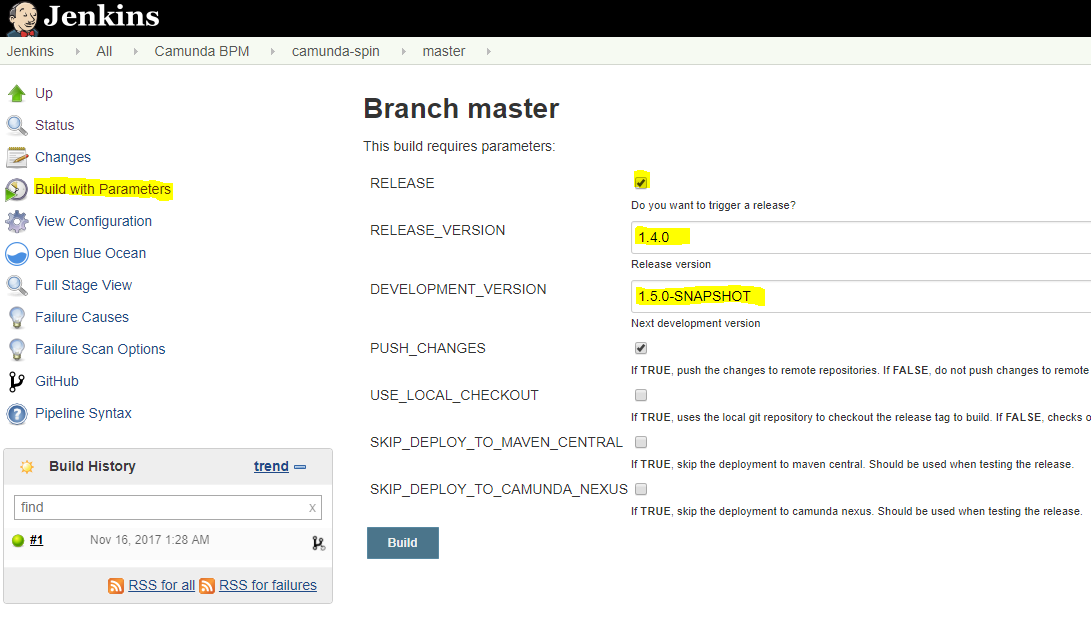 Jenkins
Jenkins All Camunda BPM camunda-spin master
Up
Status
Changes
Build with Parameters
View Configuration
Open Blue Ocean
Full Stage View
Failure Causes
Failure Scan Options
GitHub
Pipeline Syntax
Build History trend
find x
#1 Nov 16, 2017 1:28 AM
RSS for all RSS for failures
Branch master
This build requires parameters:
RELEASE
Do you want to trigger a release?
RELEASE_VERSION 1.4.0
Release version
DEVELOPMENT_VERSION 1.5.0-SNAPSHOT
Next development version
PUSH_CHANGES
If TRUE, push the changes to remote repositories. If FALSE, do not push changes to remote
USE_LOCAL_CHECKOUT
If TRUE, uses the local git repository to checkout the release tag to build. If FALSE, checks o
SKIP_DEPLOY_TO_MAVEN_CENTRAL
If TRUE, skip the deployment to maven central. Should be used when testing the release.
SKIP_DEPLOY_TO_CAMUNDA_NEXUS
If TRUE, skip the deployment to camunda nexus. Should be used when testing the release.
Build